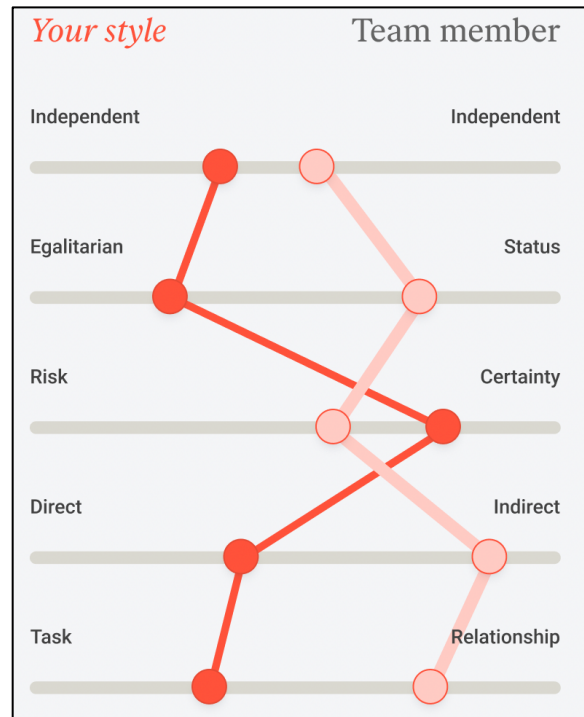 Your style Team member
Independent Independent
Egalitarian Status
Risk Certainty
Direct Indirect
Task Relationship